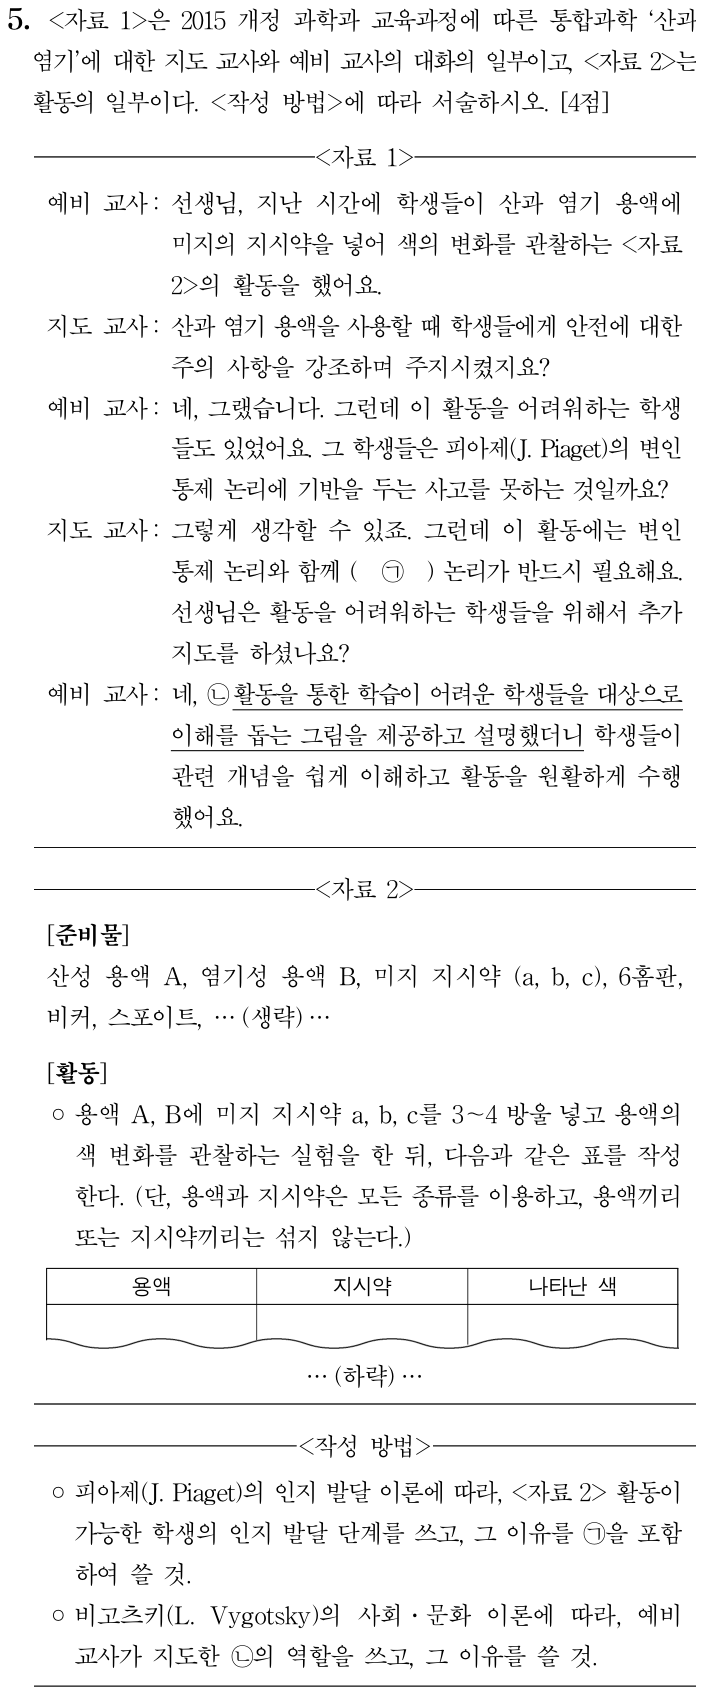 5. <자료 1>은 2015 개정 과학과 교육과정에 따른 통합과학 ‘산과
염기’에 대한 지도 교사와 예비 교사의 대화의 일부이고, <자료 2>는
활동의 일부이다. <작성 방법>에 따라 서술하시오. [4점]
<자료 1>
예비 교사: 선생님, 지난 시간에 학생들이 산과 염기 용액에
미지의 지시약을 넣어 색의 변화를 관찰하는 <자료
2>의 활동을 했어요.
지도 교사: 산과 염기 용액을 사용할 때 학생들에게 안전에 대한
주의 사항을 강조하며 주지시켰지요?
예비 교사: 네, 그랬습니다. 그런데 이 활동을 어려워하는 학생
들도 있었어요. 그 학생들은 피아제(J. Piaget)의 변인
통제 논리에 기반을 두는 사고를 못하는 것일까요?
지도 교사: 그렇게 생각할 수 있죠. 그런데 이 활동에는 변인
통제 논리와 함께 ( ㉠ ) 논리가 반드시 필요해요.
선생님은 활동을 어려워하는 학생들을 위해서 추가
지도를 하셨나요?
예비 교사: 네, ㉡활동을 통한 학습이 어려운 학생들을 대상으로
이해를 돕는 그림을 제공하고 설명했더니 학생들이
관련 개념을 쉽게 이해하고 활동을 원활하게 수행
했어요.
<자료 2>
[준비물]
산성 용액 A, 염기성 용액 B, 미지 지시약 (a, b, c), 6홈판,
비커, 스포이트, … (생략) …
[활동]
○ 용액 A, B에 미지 지시약 a, b, c를 3~4 방울 넣고 용액의
색 변화를 관찰하는 실험을 한 뒤, 다음과 같은 표를 작성
한다. (단, 용액과 지시약은 모든 종류를 이용하고, 용액끼리
또는 지시약끼리는 섞지 않는다.)
용액 지시약 나타난 색
… (하략) …
<작성 방법>
○ 피아제(J. Piaget)의 인지 발달 이론에 따라, <자료 2> 활동이
가능한 학생의 인지 발달 단계를 쓰고, 그 이유를 ㉠을 포함
하여 쓸 것.
○ 비고츠키(L. Vygotsky)의 사회・문화 이론에 따라, 예비
교사가 지도한 ㉡의 역할을 쓰고, 그 이유를 쓸 것.